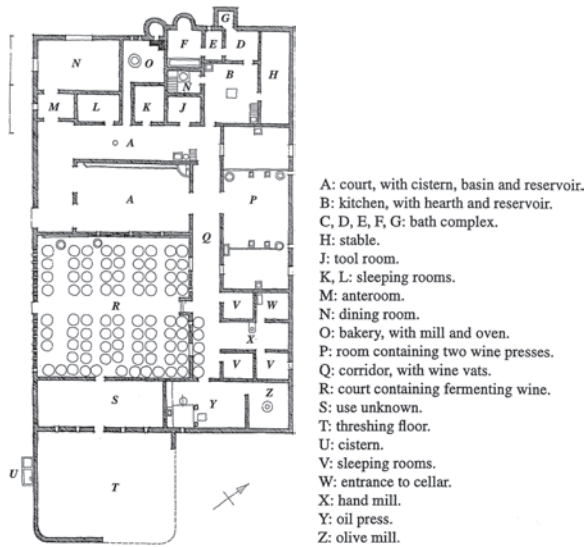 G
F E D
N O B H
N
M L K J
A
A P
Q
R
V W
X
V V
S Y Z
U T
A: court, with cistern, basin and reservoir.
B: kitchen, with hearth and reservoir.
C, D, E, F, G: bath complex.
H: stable.
J: tool room.
K, L: sleeping rooms.
M: anteroom.
N: dining room.
O: bakery, with mill and oven.
P: room containing two wine presses.
Q: corridor, with wine vats.
R: court containing fermenting wine.
S: use unknown.
T: threshing floor.
U: cistern.
V: sleeping rooms.
W: entrance to cellar.
X: hand mill.
Y: oil press.
Z: olive mill.